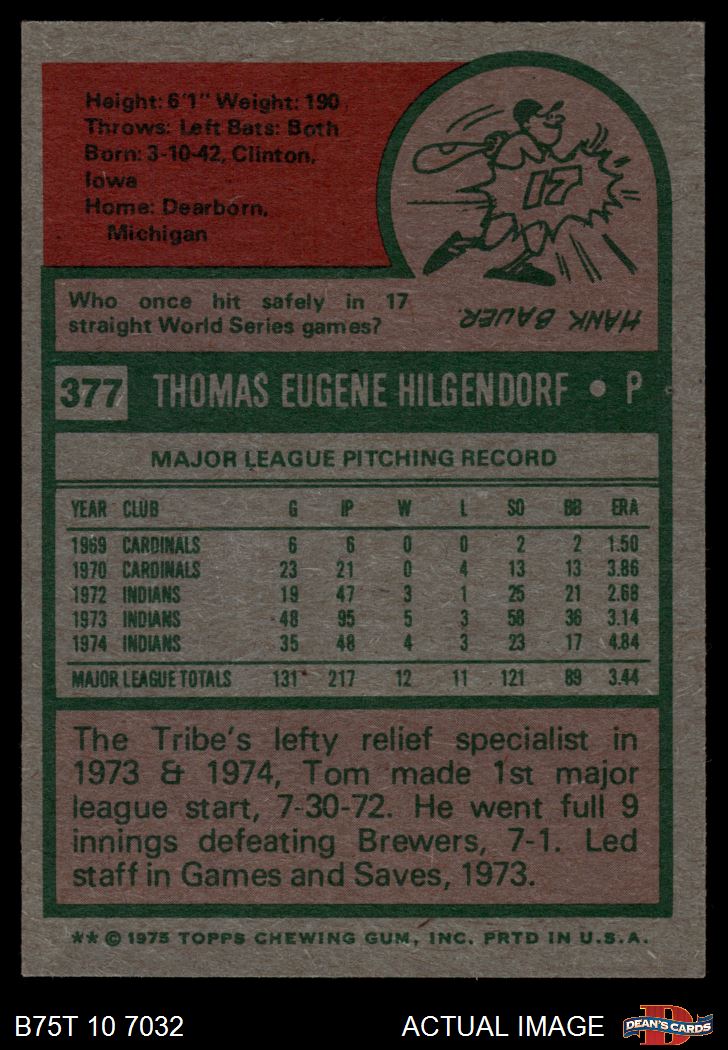 Height: 6'1" Weight: 190
Throws: Left Bats: Both
Born: 3-10-42, Clinton,
Iowa
Home: Dearborn,
Michigan
17
Who once hit safely in 17
straight World Series games?
HANK BAUER.
377 THOMAS EUGENE HILGENDORF • P
MAJOR LEAGUE PITCHING RECORD
YEAR CLUB G IP W L SO BB ERA
1969 CARDINALS 6 6 0 0 2 2 1.50
1970 CARDINALS 23 21 0 4 13 13 3.86
1972 INDIANS 19 47 3 1 25 21 2.68
1973 INDIANS 48 95 5 3 58 36 3.14
1974 INDIANS 35 48 4 3 23 17 4.84
MAJOR LEAGUE TOTALS 131 217 12 11 121 89 3.44
The Tribe's lefty relief specialist in
1973 & 1974, Tom made 1st major
league start, 7-30-72. He went full 9
innings defeating Brewers, 7-1. Led
staff in Games and Saves, 1973.
** © 1975 TOPPS CHEWING GUM, INC. PRTD IN U.S.A.
B75T 10 7032 ACTUAL IMAGE
D
DEAN'S CARDS